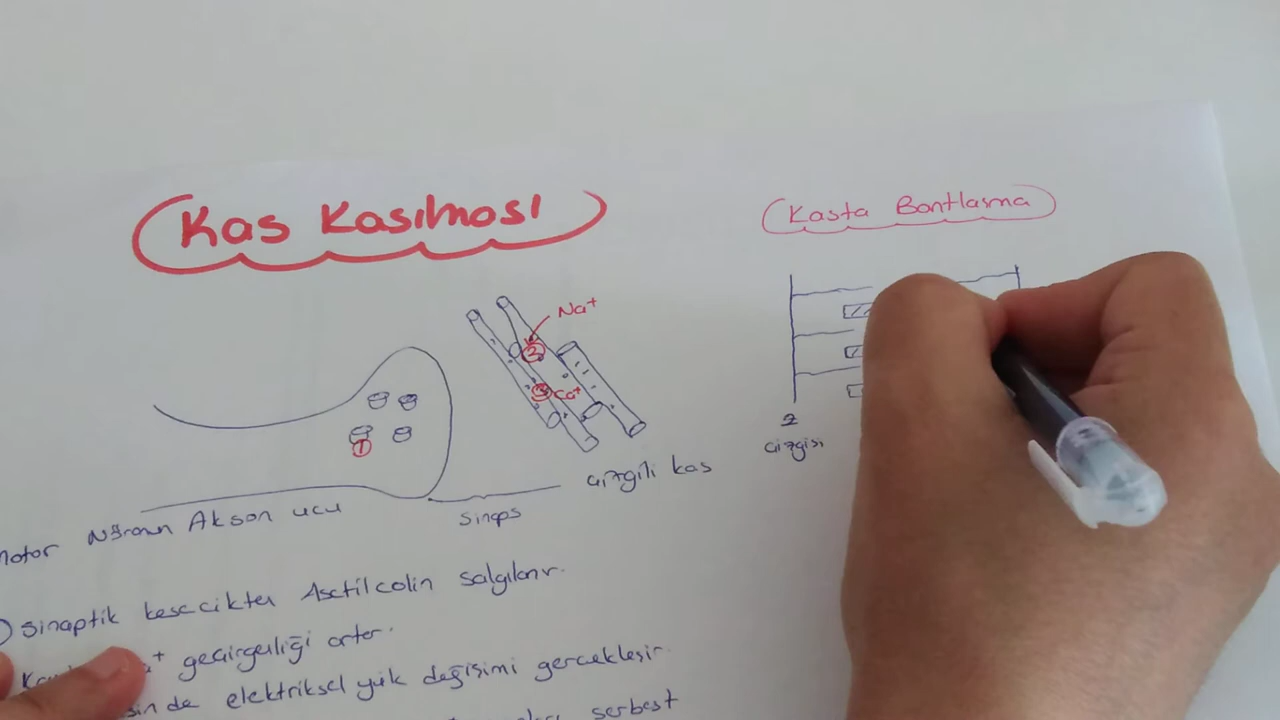 Kas Kasılması
Kasta Bantlaşma
Na⁺
2
3 Ca⁺
1
Z
çizgisi
çizgili kas
sinaps
Motor Nöron Akson ucu
sinaptik kesecikten Asetilcolin salgılanır.
geçirgenliği artar.
elektriksel yük değişimi gerçekleşir.
serbest